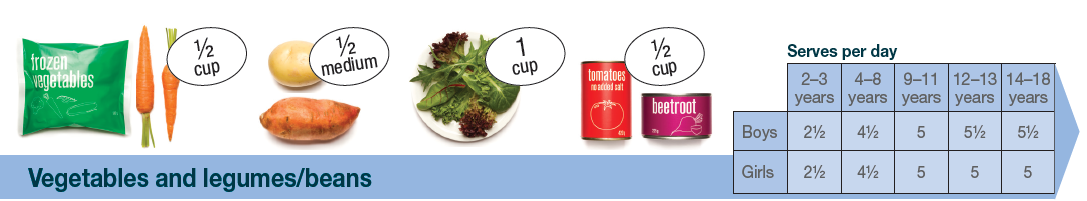 frozen
vegetables
½
cup
½
medium
1
cup
tomatoes
no added salt
½
cup
beetroot
Vegetables and legumes/beans
Serves per day
2–3 years 4–8 years 9–11 years 12–13 years 14–18 years
Boys 2½ 4½ 5 5½ 5½
Girls 2½ 4½ 5 5 5